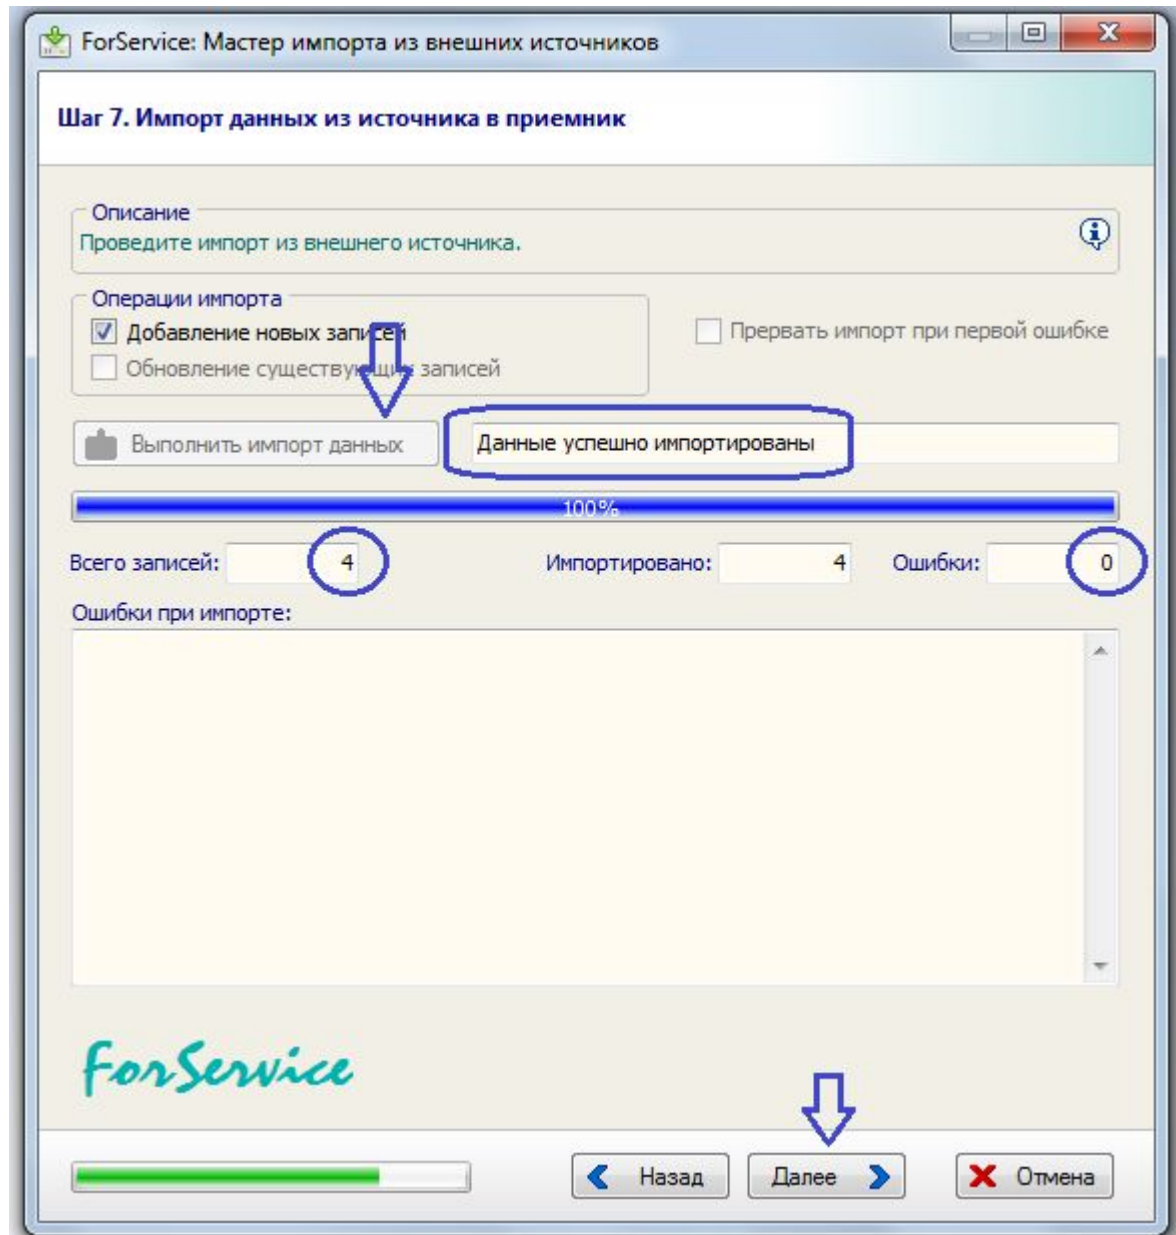 ForService: Мастер импорта из внешних источников
Шаг 7. Импорт данных из источника в приемник
Описание
Проведите импорт из внешнего источника.
Операции импорта
Добавление новых записей
Прервать импорт при первой ошибке
Обновление существующих записей
Выполнить импорт данных
Данные успешно импортированы
100%
Всего записей: 4 Импортировано: 4 Ошибки: 0
Ошибки при импорте:
ForService
Назад Далее Отмена